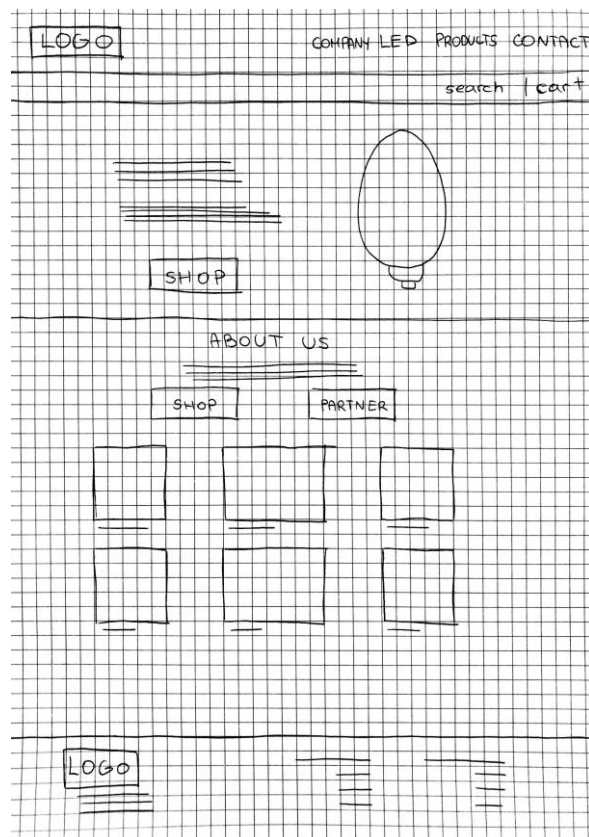 LOGO COMPANY LED PRODUCTS CONTACT
search | cart
SHOP
ABOUT US
SHOP PARTNER
LOGO